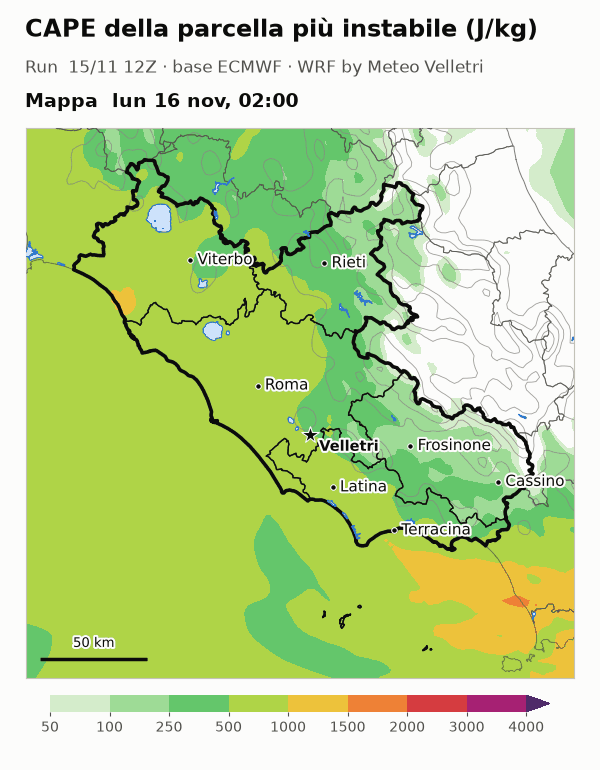 CAPE della parcella più instabile (J/kg)
Run  15/11 12Z · base ECMWF · WRF by Meteo Velletri
Mappa  lun 16 nov, 02:00
Viterbo
Rieti
Roma
Velletri
Frosinone
Latina
Cassino
Terracina
50 km
50 100 250 500 1000 1500 2000 3000 4000